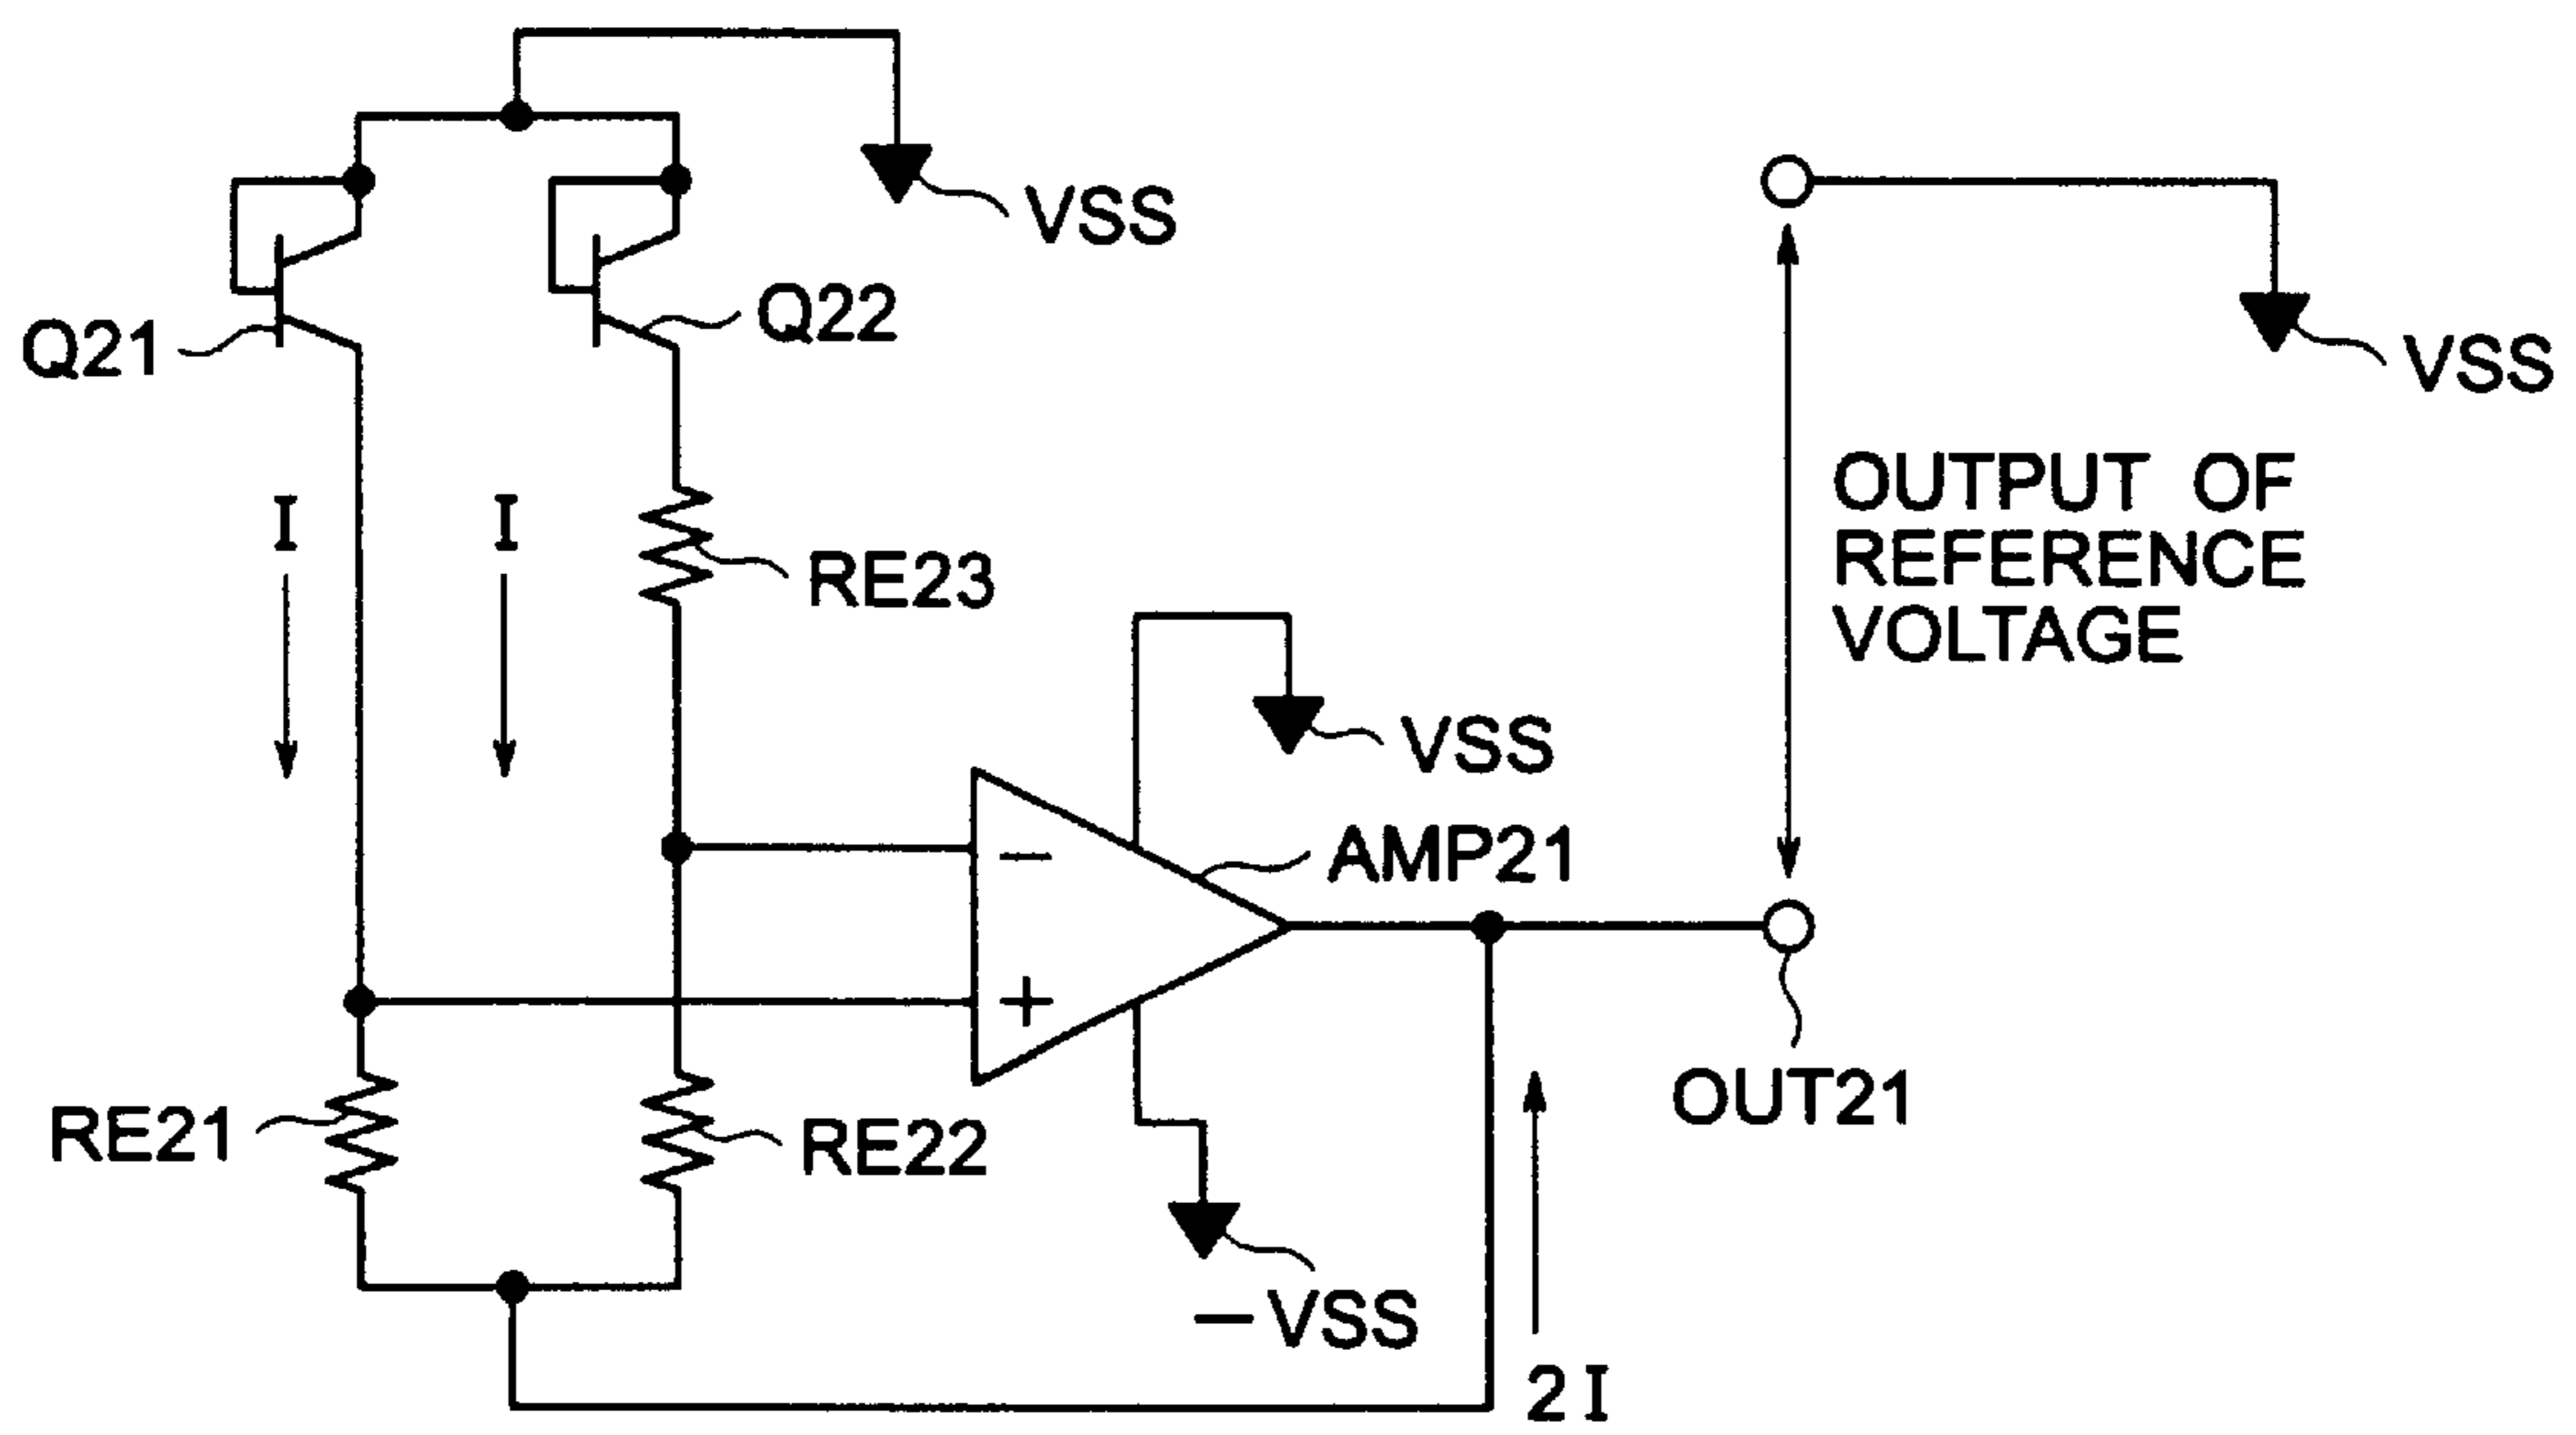 VSS
Q21
Q22
VSS
I
I
RE23
OUTPUT OF
REFERENCE
VOLTAGE
VSS
AMP21
−
+
RE21
RE22
OUT21
−VSS
2I